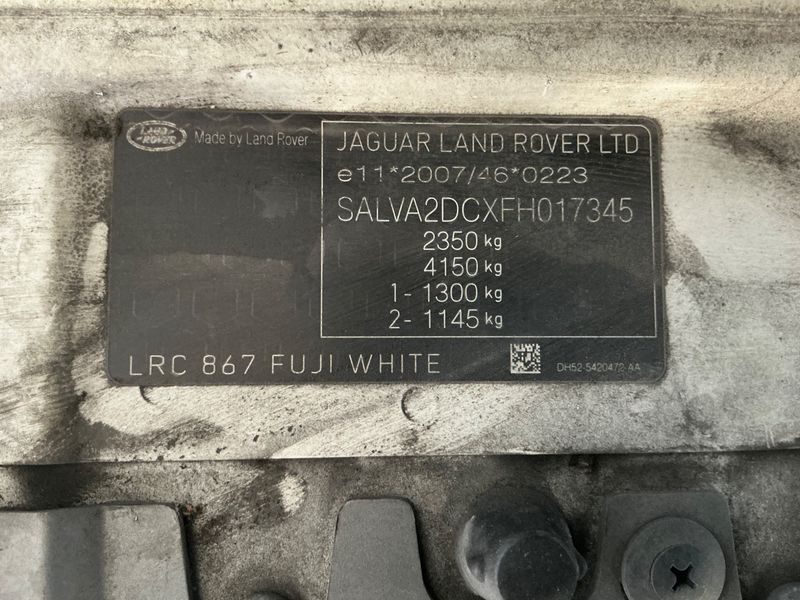 LAND ROVER
Made by Land Rover
JAGUAR LAND ROVER LTD
e11*2007/46*0223
SALVA2DCXFH017345
2350 kg
4150 kg
1- 1300 kg
2- 1145 kg
LRC 867 FUJI WHITE
DH52-5420472-AA